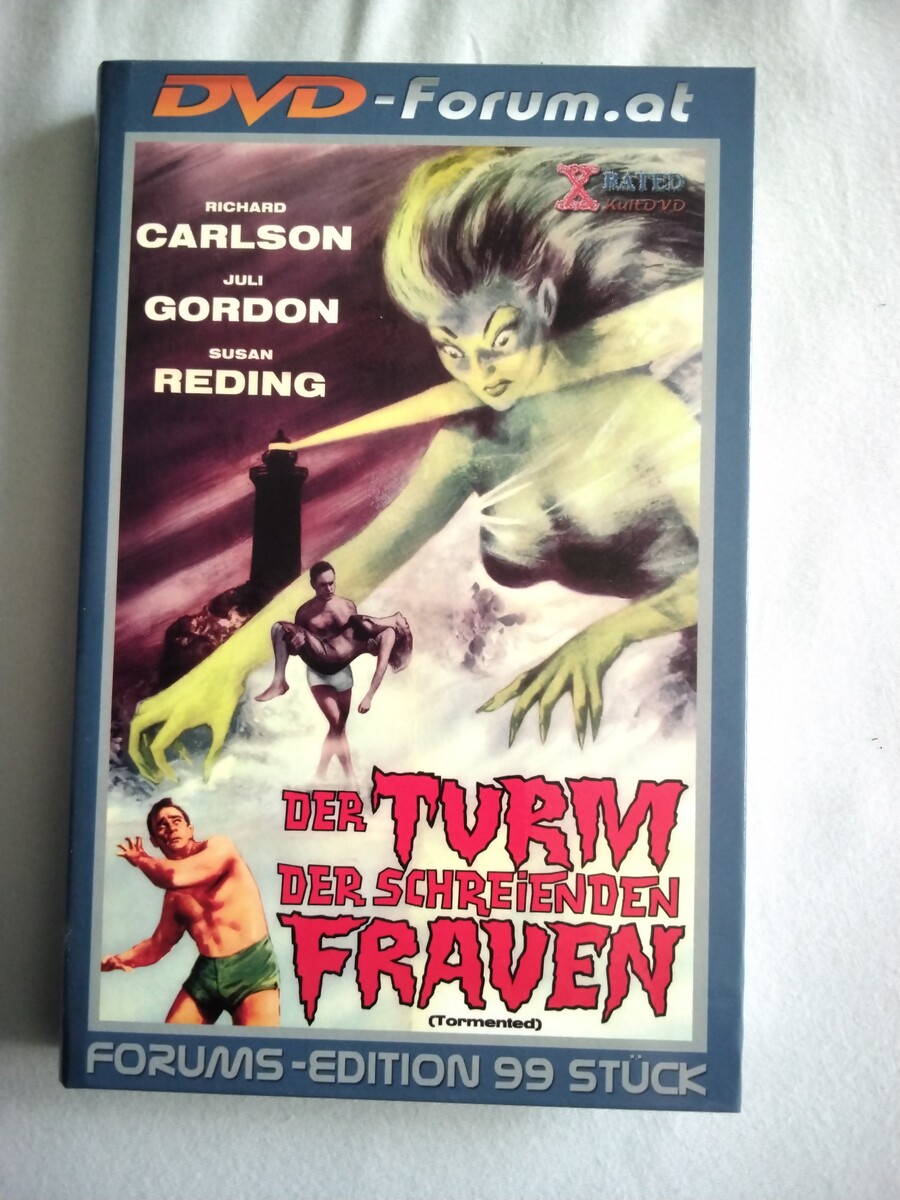 DVD-Forum.at
X RATED
KULTDVD
RICHARD
CARLSON
JULI
GORDON
SUSAN
REDING
DER TURM
DER SCHREiENDEN
FRAUEN
(Tormented)
FORUMS-EDITION 99 STÜCK